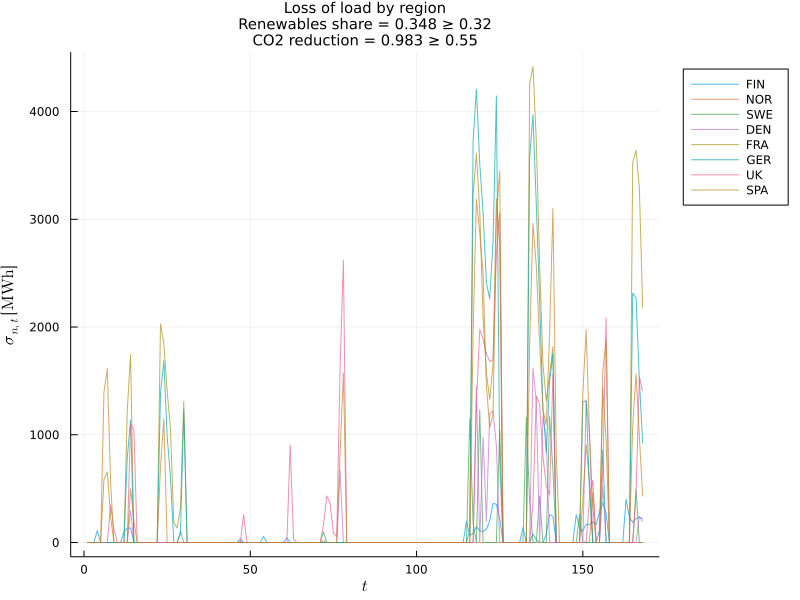 Loss of load by region
Renewables share = 0.348 ≥ 0.32
CO2 reduction = 0.983 ≥ 0.55
4000
3000
2000
1000
0
σn,t [MWh]
0 50 100 150
t
FIN
NOR
SWE
DEN
FRA
GER
UK
SPA